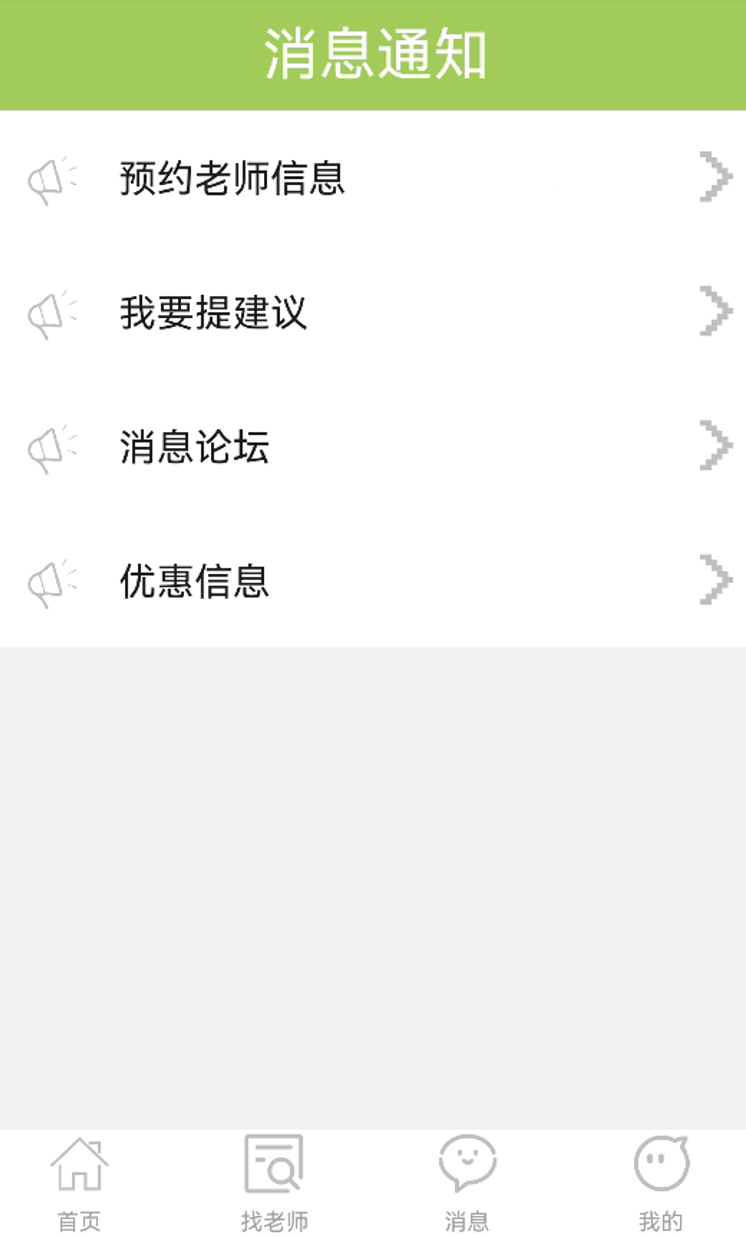 消息通知
预约老师信息
我要提建议
消息论坛
优惠信息
首页
找老师
消息
我的